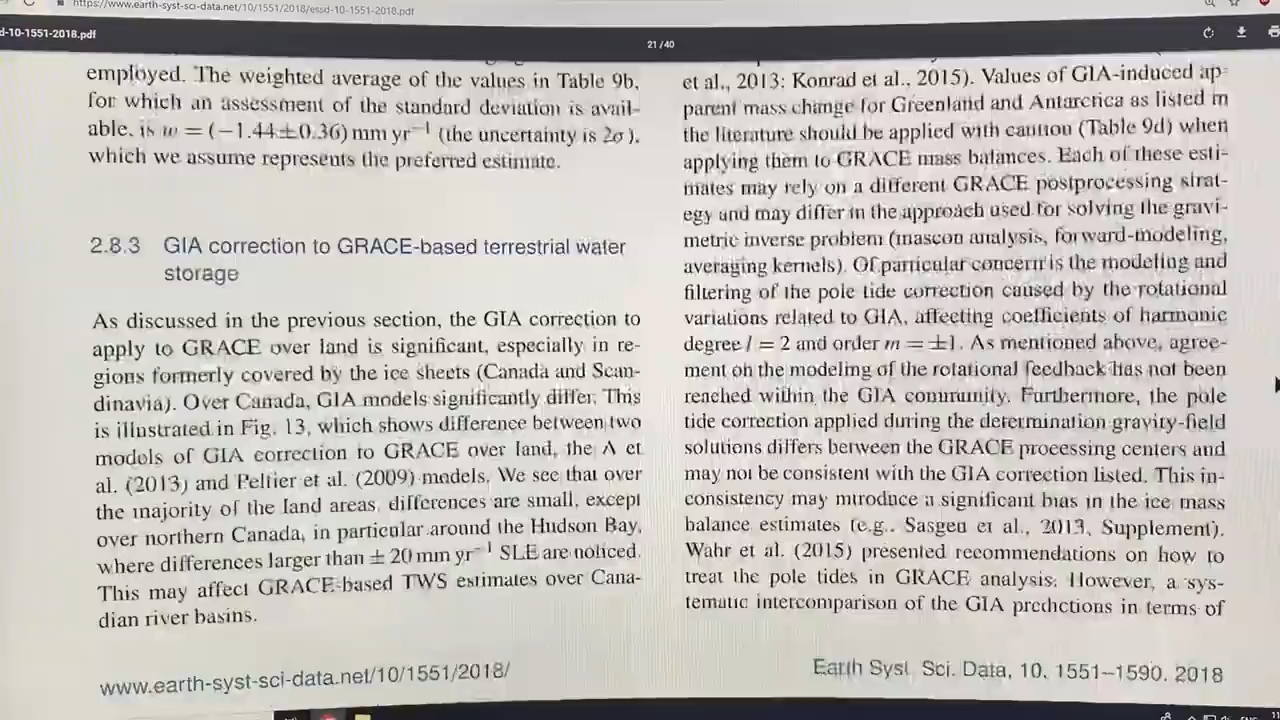 https://www.earth-syst-sci-data.net/10/1551/2018/essd-10-1551-2018.pdf
d-10-1551-2018.pdf
21 / 40
employed. The weighted average of the values in Table 9b,
for which an assessment of the standard deviation is avail-
able, is w = (−1.44±0.36) mm yr⁻¹ (the uncertainty is 2σ),
which we assume represents the preferred estimate.
2.8.3 GIA correction to GRACE-based terrestrial water
storage
As discussed in the previous section, the GIA correction to
apply to GRACE over land is significant, especially in re-
gions formerly covered by the ice sheets (Canada and Scan-
dinavia). Over Canada, GIA models significantly differ. This
is illustrated in Fig. 13, which shows difference between two
models of GIA correction to GRACE over land, the A et
al. (2013) and Peltier et al. (2009) models. We see that over
the majority of the land areas, differences are small, except
over northern Canada, in particular around the Hudson Bay,
where differences larger than ± 20 mm yr⁻¹ SLE are noticed.
This may affect GRACE-based TWS estimates over Cana-
dian river basins.
et al., 2013; Konrad et al., 2015). Values of GIA-induced ap-
parent mass change for Greenland and Antarctica as listed in
the literature should be applied with caution (Table 9d) when
applying them to GRACE mass balances. Each of these esti-
mates may rely on a different GRACE postprocessing strat-
egy and may differ in the approach used for solving the gravi-
metric inverse problem (mascon analysis, forward-modeling,
averaging kernels). Of particular concern is the modeling and
filtering of the pole tide correction caused by the rotational
variations related to GIA, affecting coefficients of harmonic
degree l = 2 and order m = ±1. As mentioned above, agree-
ment on the modeling of the rotational feedback has not been
reached within the GIA community. Furthermore, the pole
tide correction applied during the determination gravity-field
solutions differs between the GRACE processing centers and
may not be consistent with the GIA correction listed. This in-
consistency may introduce a significant bias in the ice mass
balance estimates (e.g., Sasgen et al., 2013, Supplement).
Wahr et al. (2015) presented recommendations on how to
treat the pole tides in GRACE analysis. However, a sys-
tematic intercomparison of the GIA predictions in terms of
www.earth-syst-sci-data.net/10/1551/2018/
Earth Syst. Sci. Data, 10, 1551–1590, 2018